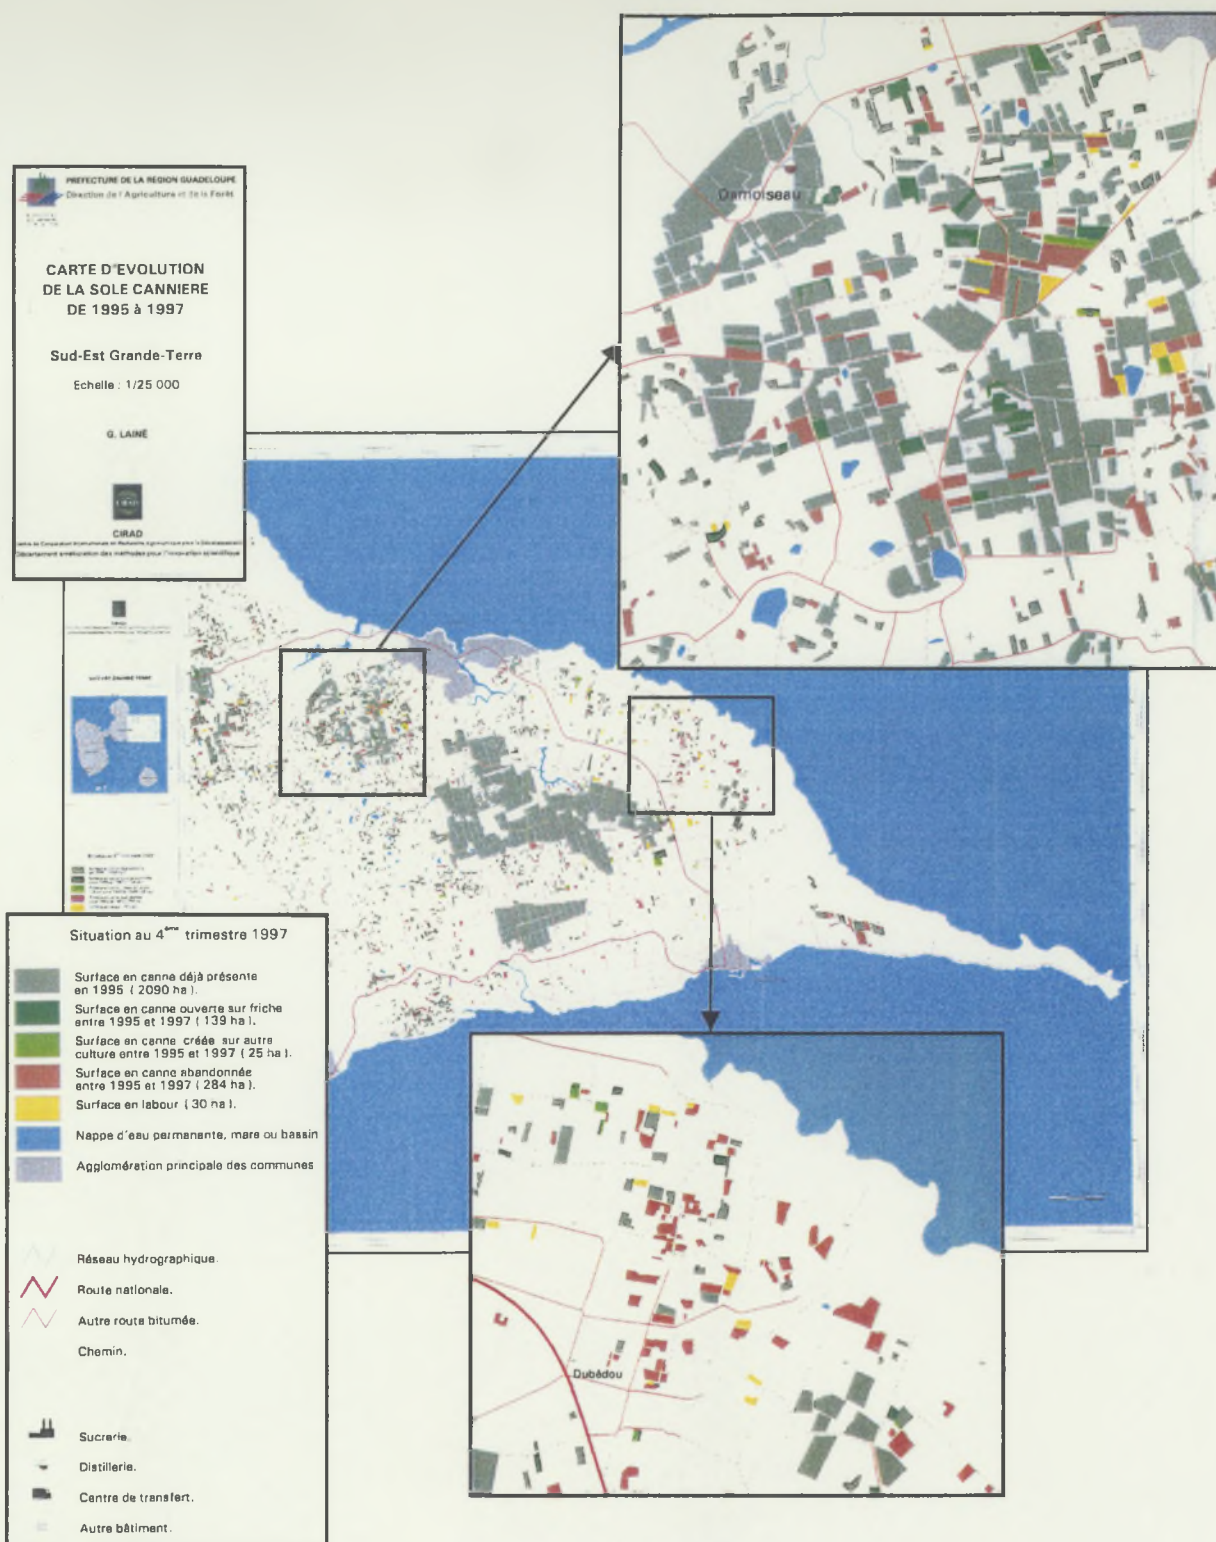 PREFECTURE DE LA REGION GUADELOUPE
Direction de l'Agriculture et de la Forêt
CARTE D'EVOLUTION
DE LA SOLE CANNIERE
DE 1995 à 1997
Sud-Est Grande-Terre
Echelle : 1/25 000
G. LAINÉ
CIRAD
Damoiseau
Situation au 4ème trimestre 1997
Surface en canne déjà présente
en 1995 ( 2090 ha ).
Surface en canne ouverte sur friche
entre 1995 et 1997 ( 139 ha ).
Surface en canne créée sur autre
culture entre 1995 et 1997 ( 25 ha ).
Surface en canne abandonnée
entre 1995 et 1997 ( 284 ha ).
Surface en labour ( 30 ha ).
Nappe d'eau permanente, mare ou bassin
Agglomération principale des communes
Réseau hydrographique.
Route nationale.
Autre route bitumée.
Chemin.
Sucrerie.
Distillerie.
Centre de transfert.
Autre bâtiment.
Dubédou